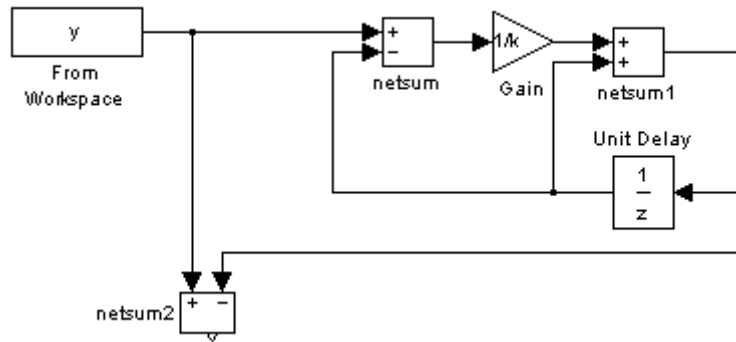 y
From
Workspace
+
−
netsum
1/k
Gain
+
+
netsum1
Unit Delay
1
z
netsum2
+ −